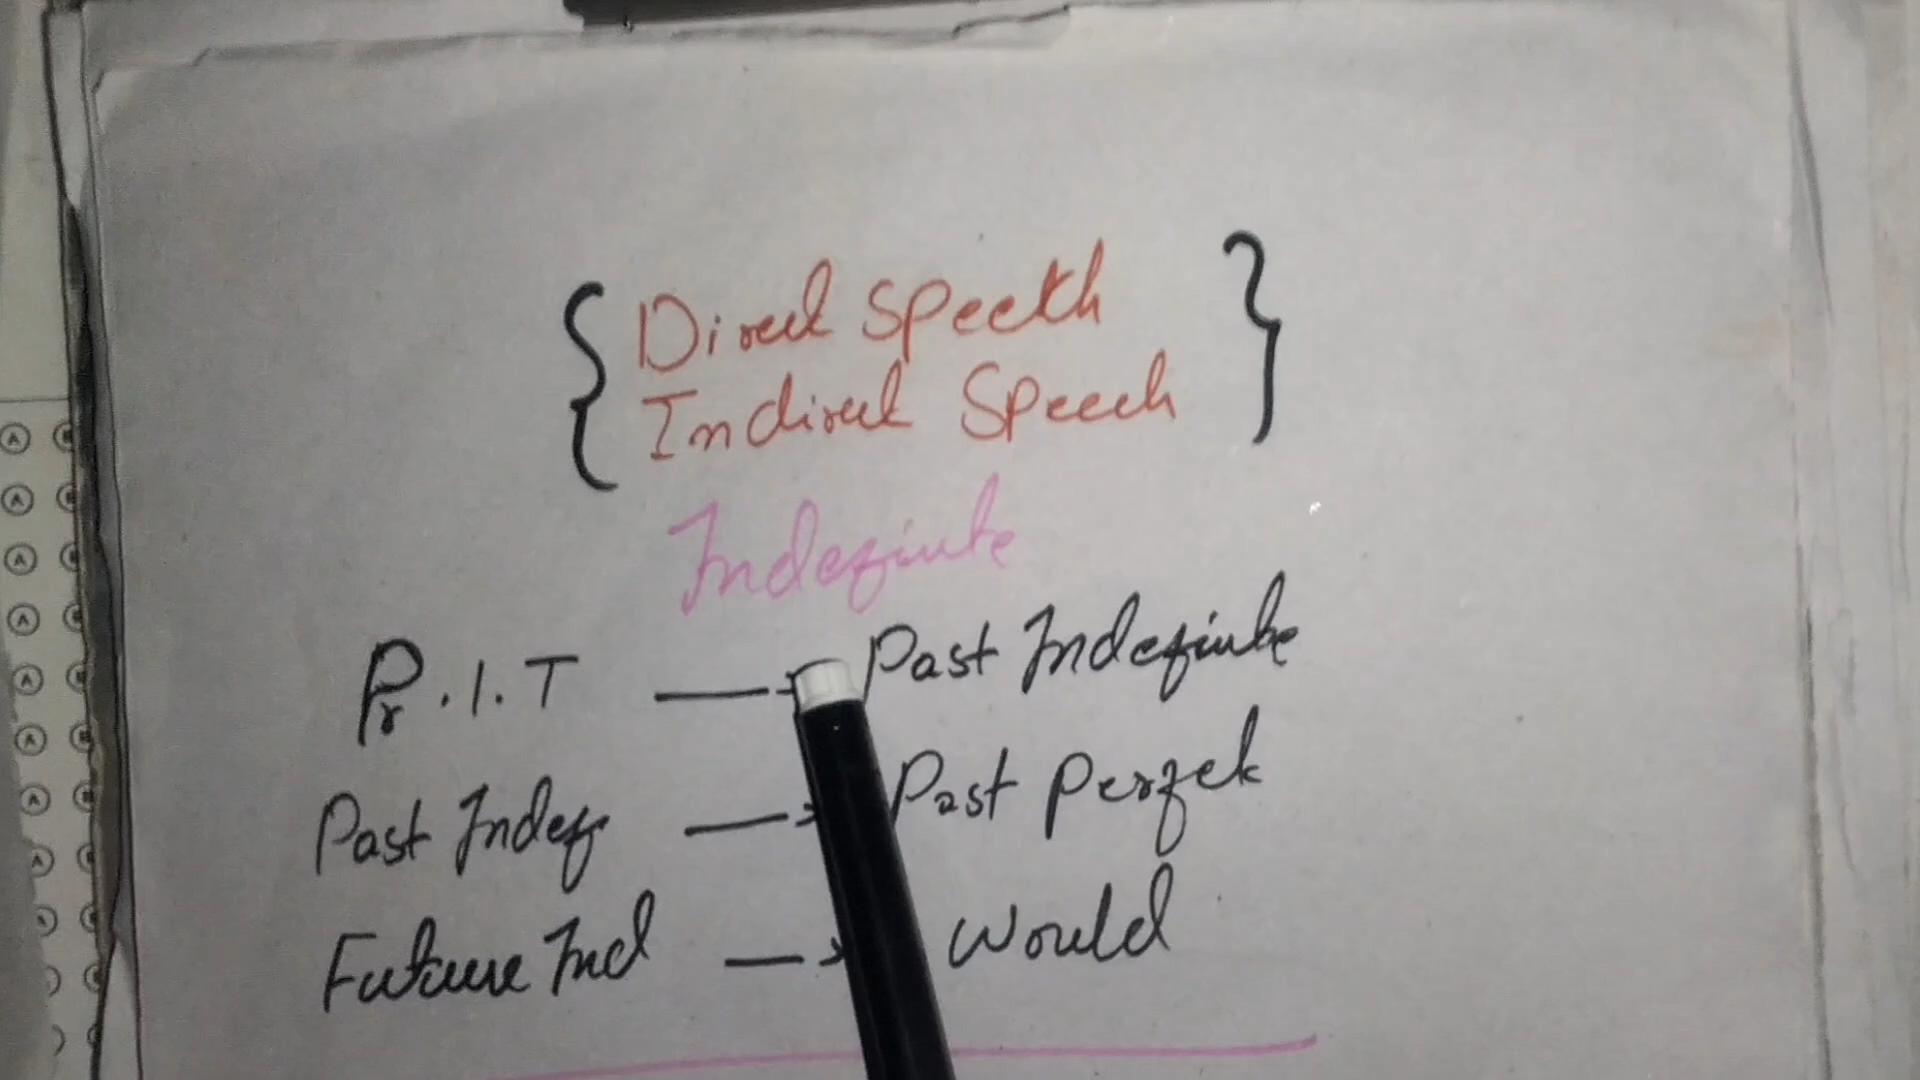 { Direct Speech
Indirect Speech }
Indefinite
Pr.I.T → Past Indefinite
Past Indef → Past Perfect
Future Ind → Would